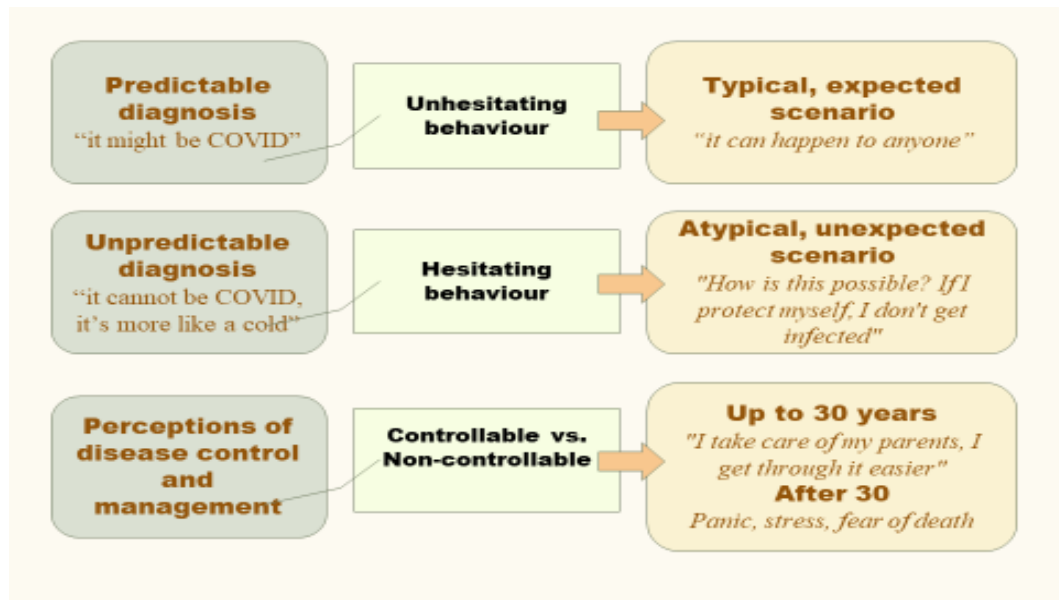 Predictable
diagnosis
“it might be COVID”
Unhesitating
behaviour
Typical, expected
scenario
“it can happen to anyone”
Unpredictable
diagnosis
“it cannot be COVID,
it’s more like a cold”
Hesitating
behaviour
Atypical, unexpected
scenario
"How is this possible? If I
protect myself, I don't get
infected"
Perceptions of
disease control
and
management
Controllable vs.
Non-controllable
Up to 30 years
"I take care of my parents, I
get through it easier"
After 30
Panic, stress, fear of death